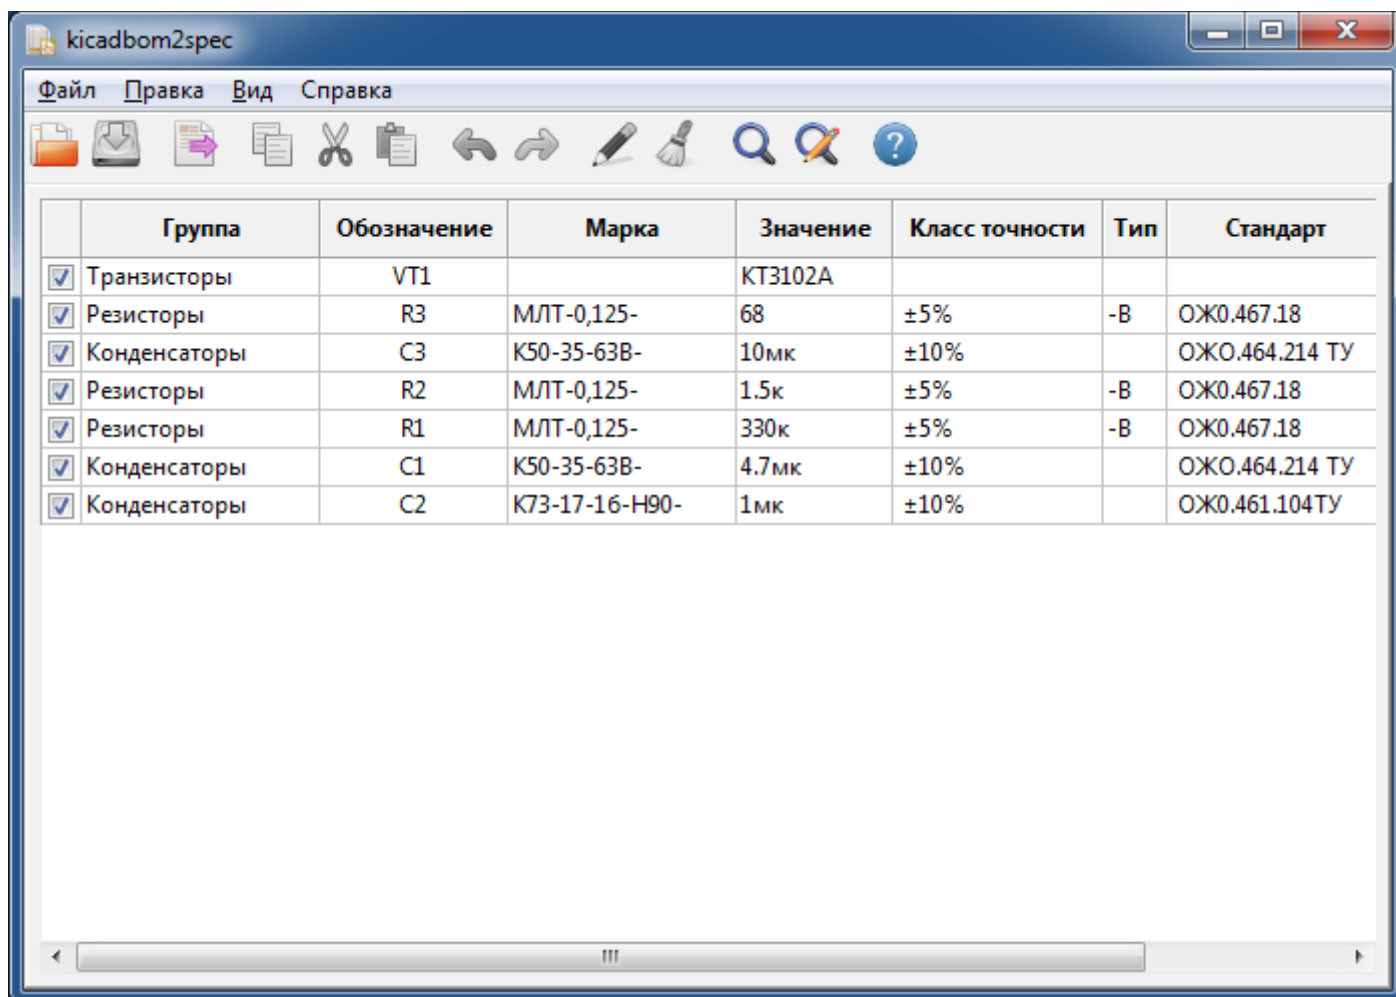 kicadbom2spec
Файл Правка Вид Справка
Группа Обозначение Марка Значение Класс точности Тип Стандарт
Транзисторы VT1 КТ3102А
Резисторы R3 МЛТ-0,125- 68 ±5% -В ОЖ0.467.18
Конденсаторы C3 К50-35-63В- 10мк ±10% ОЖО.464.214 ТУ
Резисторы R2 МЛТ-0,125- 1.5к ±5% -В ОЖ0.467.18
Резисторы R1 МЛТ-0,125- 330к ±5% -В ОЖ0.467.18
Конденсаторы C1 К50-35-63В- 4.7мк ±10% ОЖО.464.214 ТУ
Конденсаторы C2 К73-17-16-Н90- 1мк ±10% ОЖ0.461.104ТУ